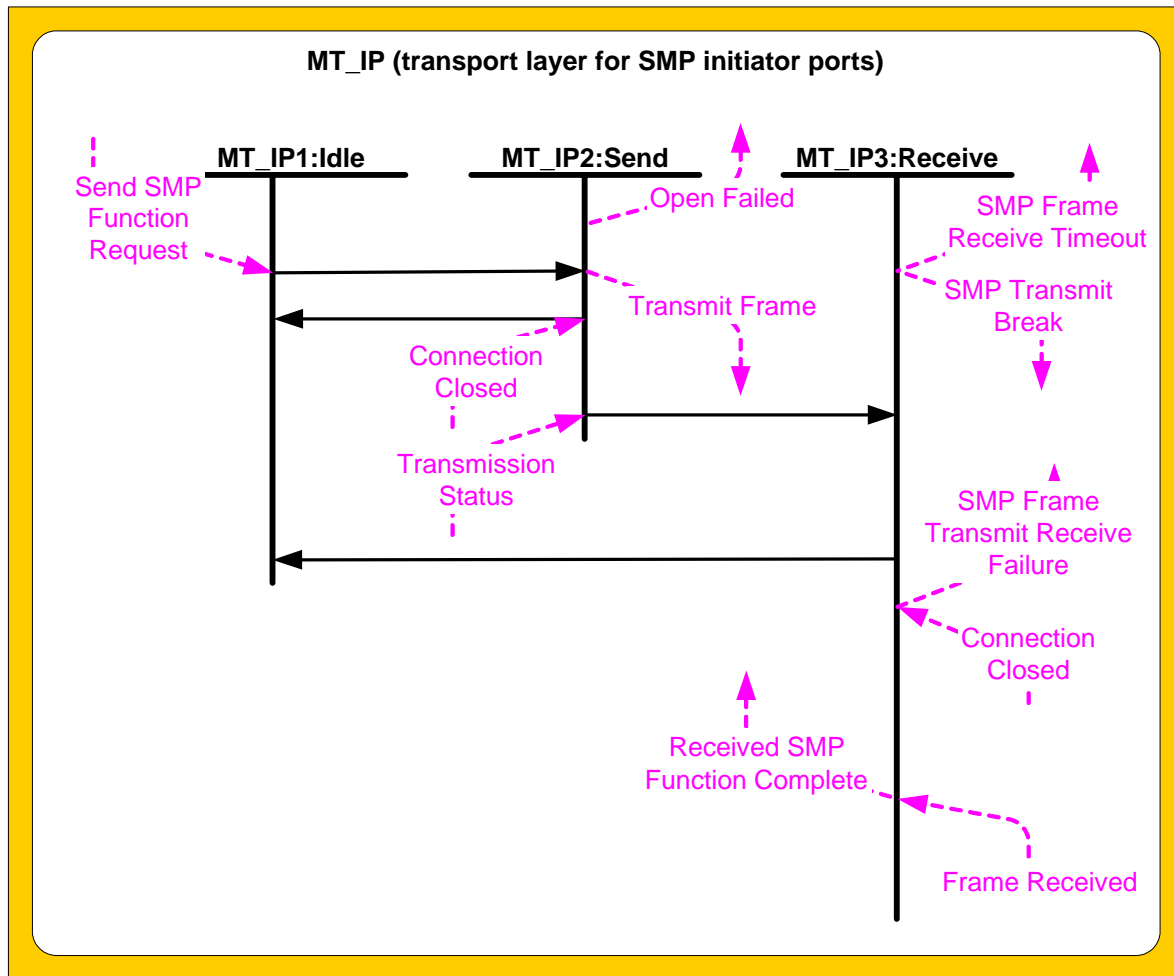 MT_IP (transport layer for SMP initiator ports)
MT_IP1:Idle
MT_IP2:Send
MT_IP3:Receive
Send SMP
Function
Request
Open Failed
SMP Frame
Receive Timeout
Transmit Frame
SMP Transmit
Break
Connection
Closed
Transmission
Status
SMP Frame
Transmit Receive
Failure
Connection
Closed
Received SMP
Function Complete
Frame Received